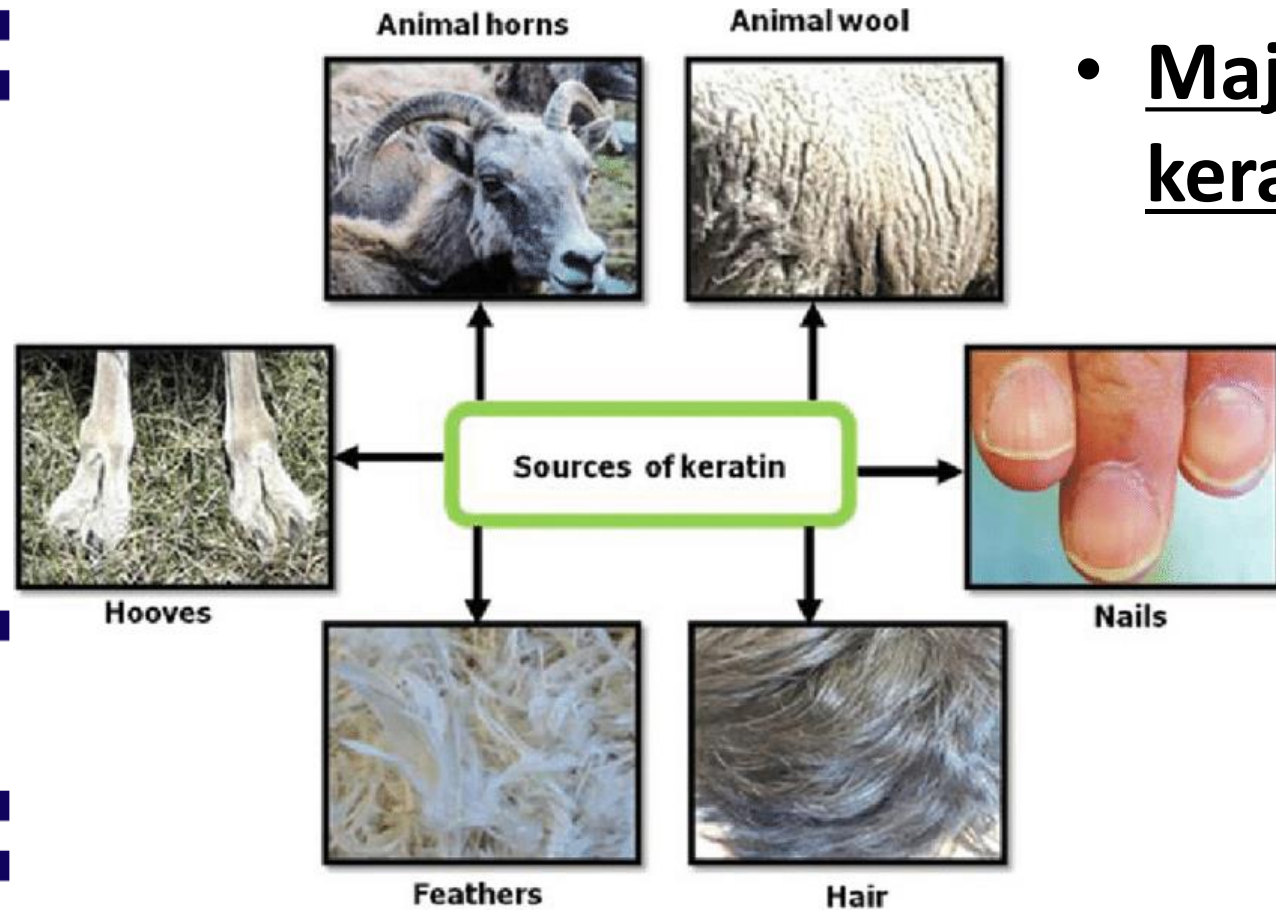 Animal horns
Animal wool
• Maj
kera
Sources of keratin
Hooves
Nails
Feathers
Hair